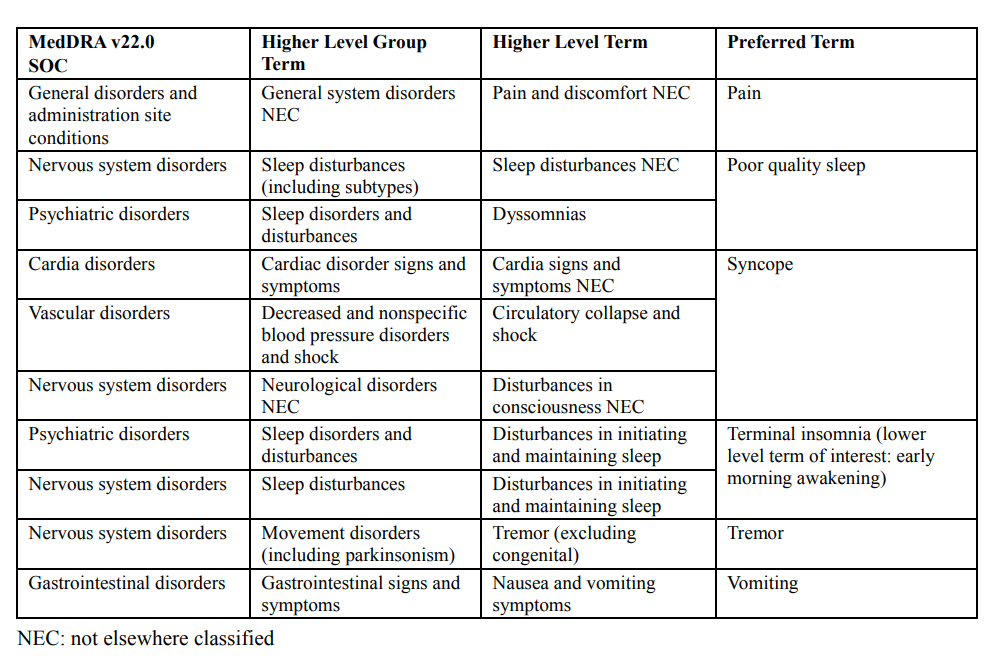 MedDRA v22.0 Higher Level Group Higher Level Term Preferred Term
SOC Term
General disorders and General system disorders Pain and discomfort NEC Pain
administration site NEC
conditions
Nervous system disorders Sleep disturbances Sleep disturbances NEC Poor quality sleep
(including subtypes)
Psychiatric disorders Sleep disorders and Dyssomnias
disturbances
Cardia disorders Cardiac disorder signs and Cardia signs and Syncope
symptoms symptoms NEC
Vascular disorders Decreased and nonspecific Circulatory collapse and
blood pressure disorders shock
and shock
Nervous system disorders Neurological disorders Disturbances in
NEC consciousness NEC
Psychiatric disorders Sleep disorders and Disturbances in initiating Terminal insomnia (lower
disturbances and maintaining sleep level term of interest: early
Nervous system disorders Sleep disturbances Disturbances in initiating morning awakening)
and maintaining sleep
Nervous system disorders Movement disorders Tremor (excluding Tremor
(including parkinsonism) congenital)
Gastrointestinal disorders Gastrointestinal signs and Nausea and vomiting Vomiting
symptoms symptoms
NEC: not elsewhere classified